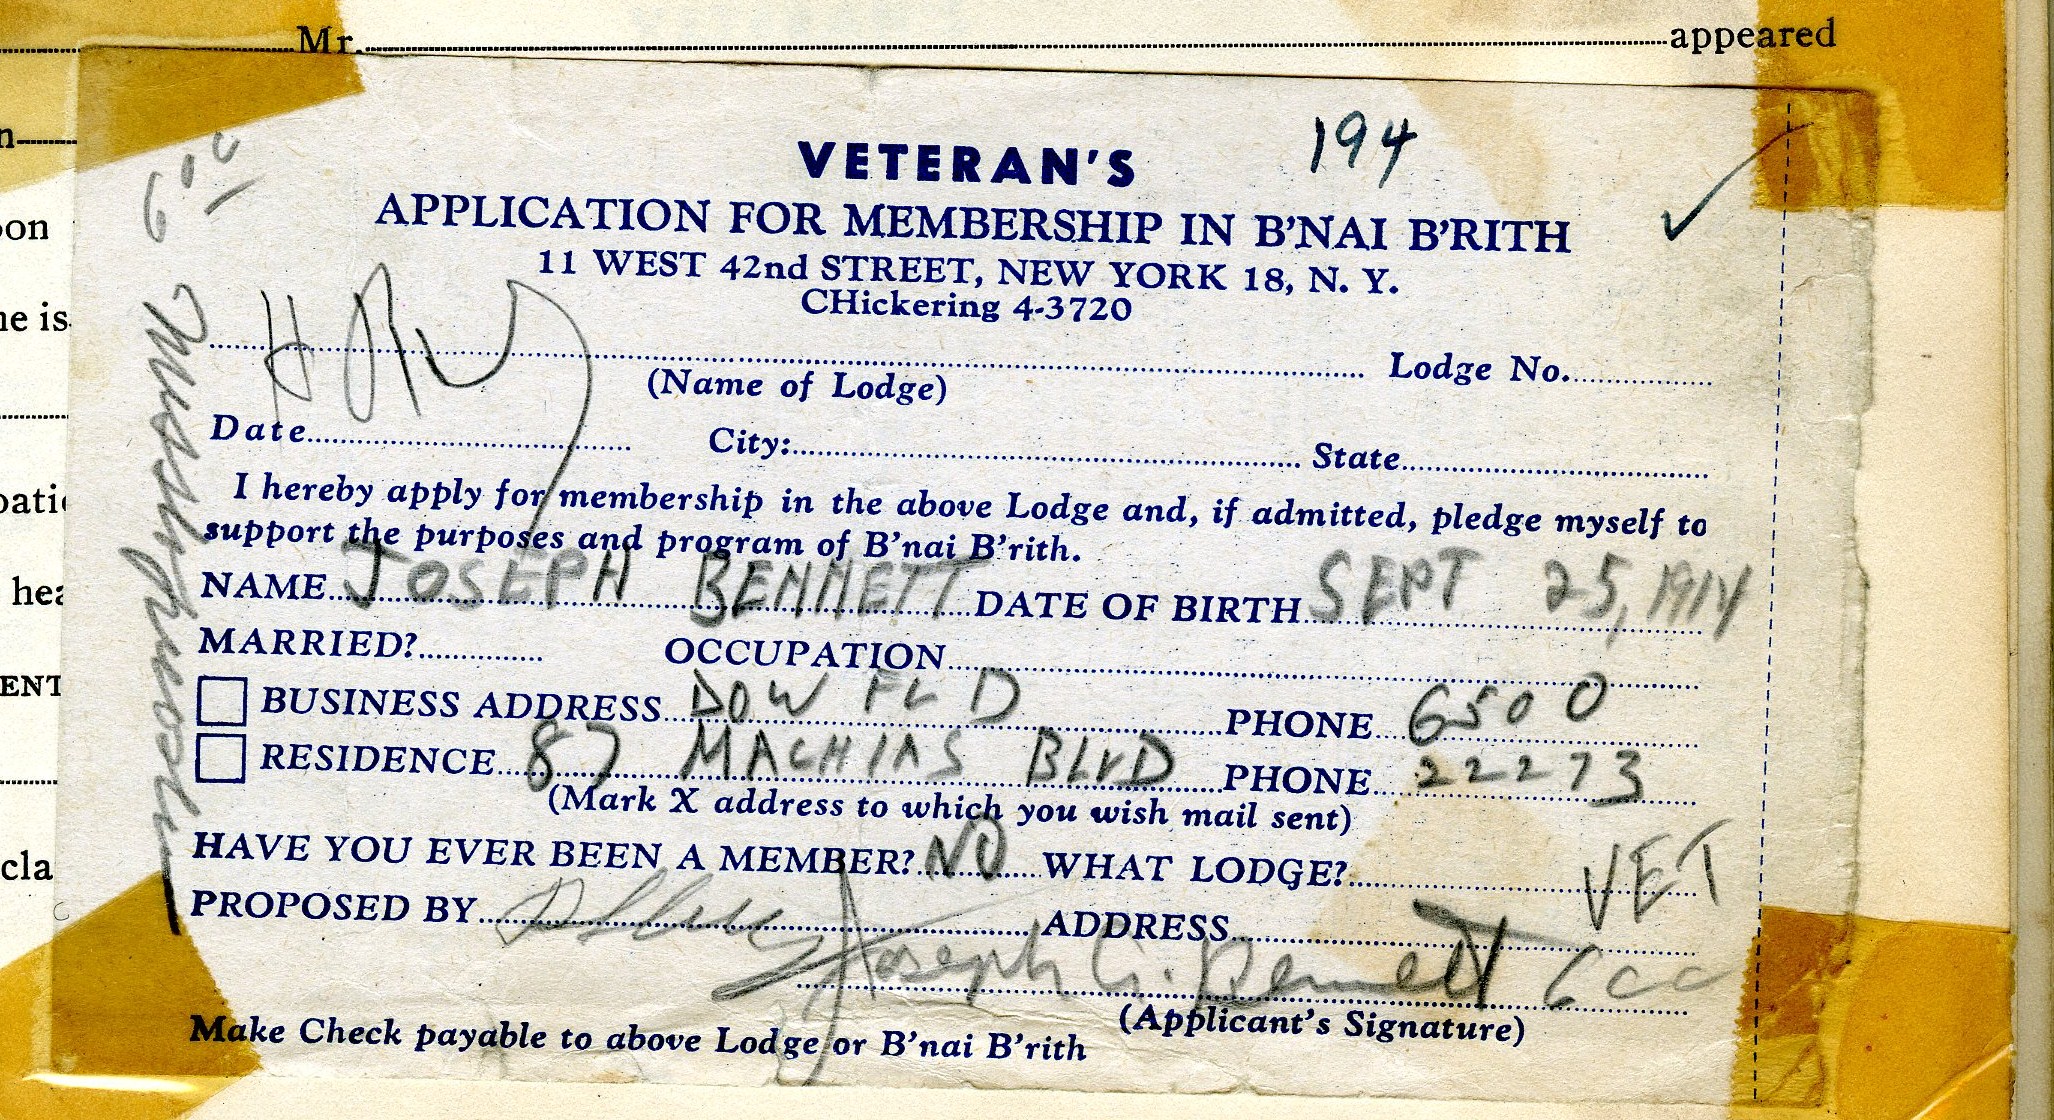 Mr. appeared
194
VETERAN'S
APPLICATION FOR MEMBERSHIP IN B'NAI B'RITH
11 WEST 42nd STREET, NEW YORK 18, N. Y.
CHickering 4-3720
Lodge No.
(Name of Lodge)
Date City: State
I hereby apply for membership in the above Lodge and, if admitted, pledge myself to
support the purposes and program of B'nai B'rith.
NAME JOSEPH BENNETT DATE OF BIRTH SEPT 25, 1914
MARRIED? OCCUPATION
BUSINESS ADDRESS DOW FLD PHONE 6500
RESIDENCE 87 MACHIAS BLVD PHONE 22273
(Mark X address to which you wish mail sent)
HAVE YOU EVER BEEN A MEMBER? NO WHAT LODGE? VET
PROPOSED BY ADDRESS
Joseph G. Bennett
(Applicant's Signature)
Make Check payable to above Lodge or B'nai B'rith